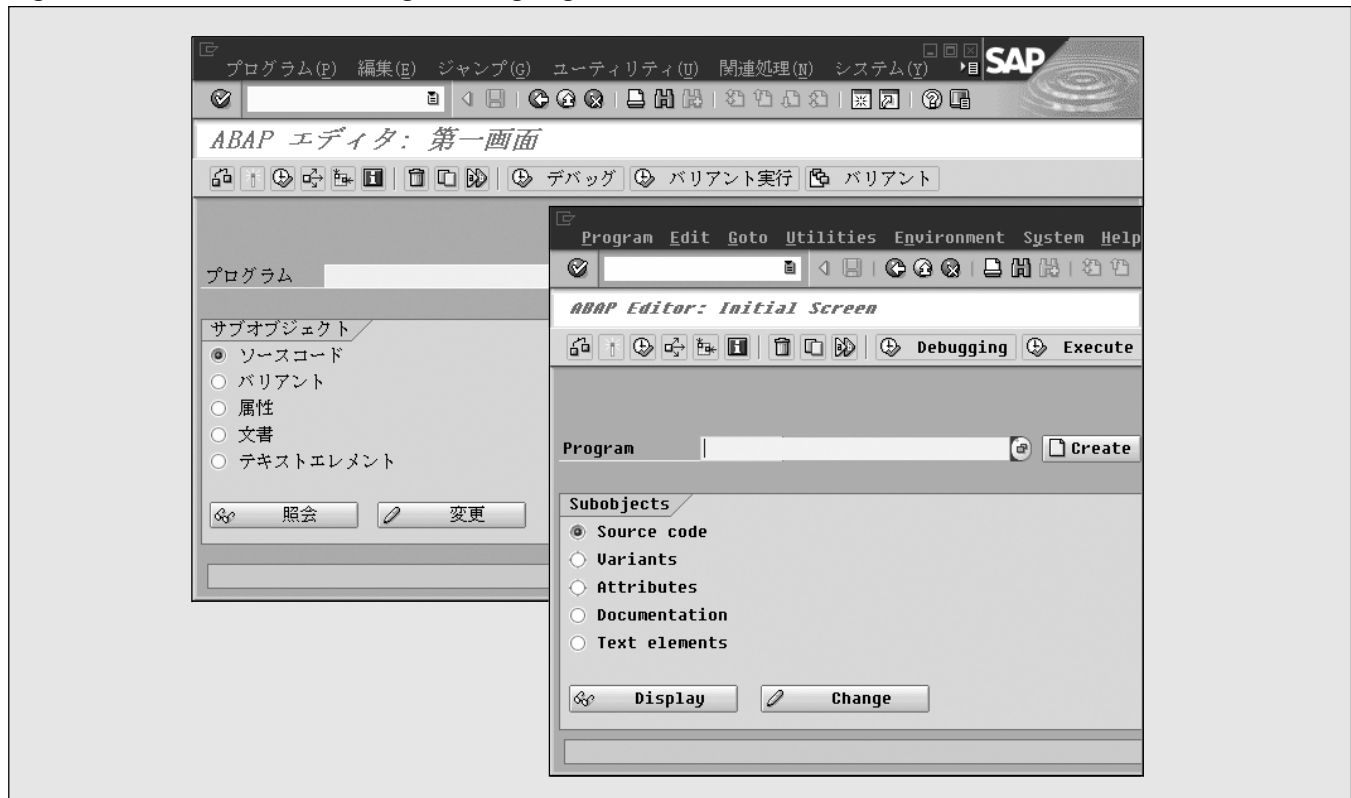 プログラム(P) 編集(E) ジャンプ(G) ユーティリティ(U) 関連処理(N) システム(Y)
SAP
ABAP エディタ: 第一画面
デバッグ バリアント実行 バリアント
プログラム
サブオブジェクト
ソースコード
バリアント
属性
文書
テキストエレメント
照会 変更
Program Edit Goto Utilities Environment System Help
ABAP Editor: Initial Screen
Debugging Execute
Program Create
Subobjects
Source code
Variants
Attributes
Documentation
Text elements
Display Change